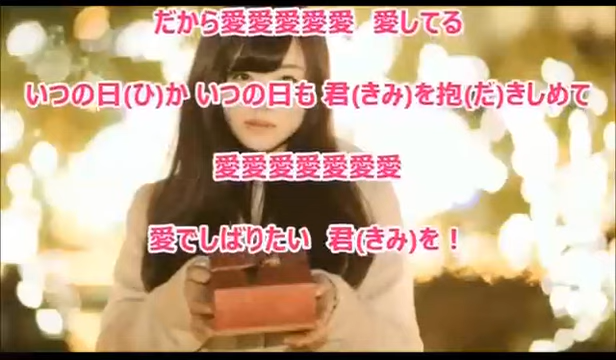 だから愛愛愛愛愛　愛してる
いつの日(ひ)か いつの日も 君(きみ)を抱(だ)きしめて
愛愛愛愛愛愛愛
愛でしばりたい　君(きみ)を！